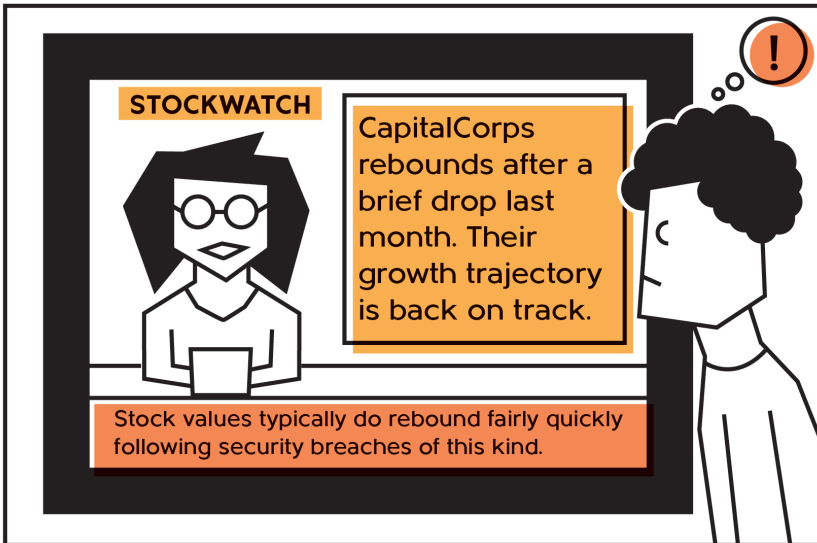 !
STOCKWATCH
CapitalCorps
rebounds after a
brief drop last
month. Their
growth trajectory
is back on track.
Stock values typically do rebound fairly quickly
following security breaches of this kind.